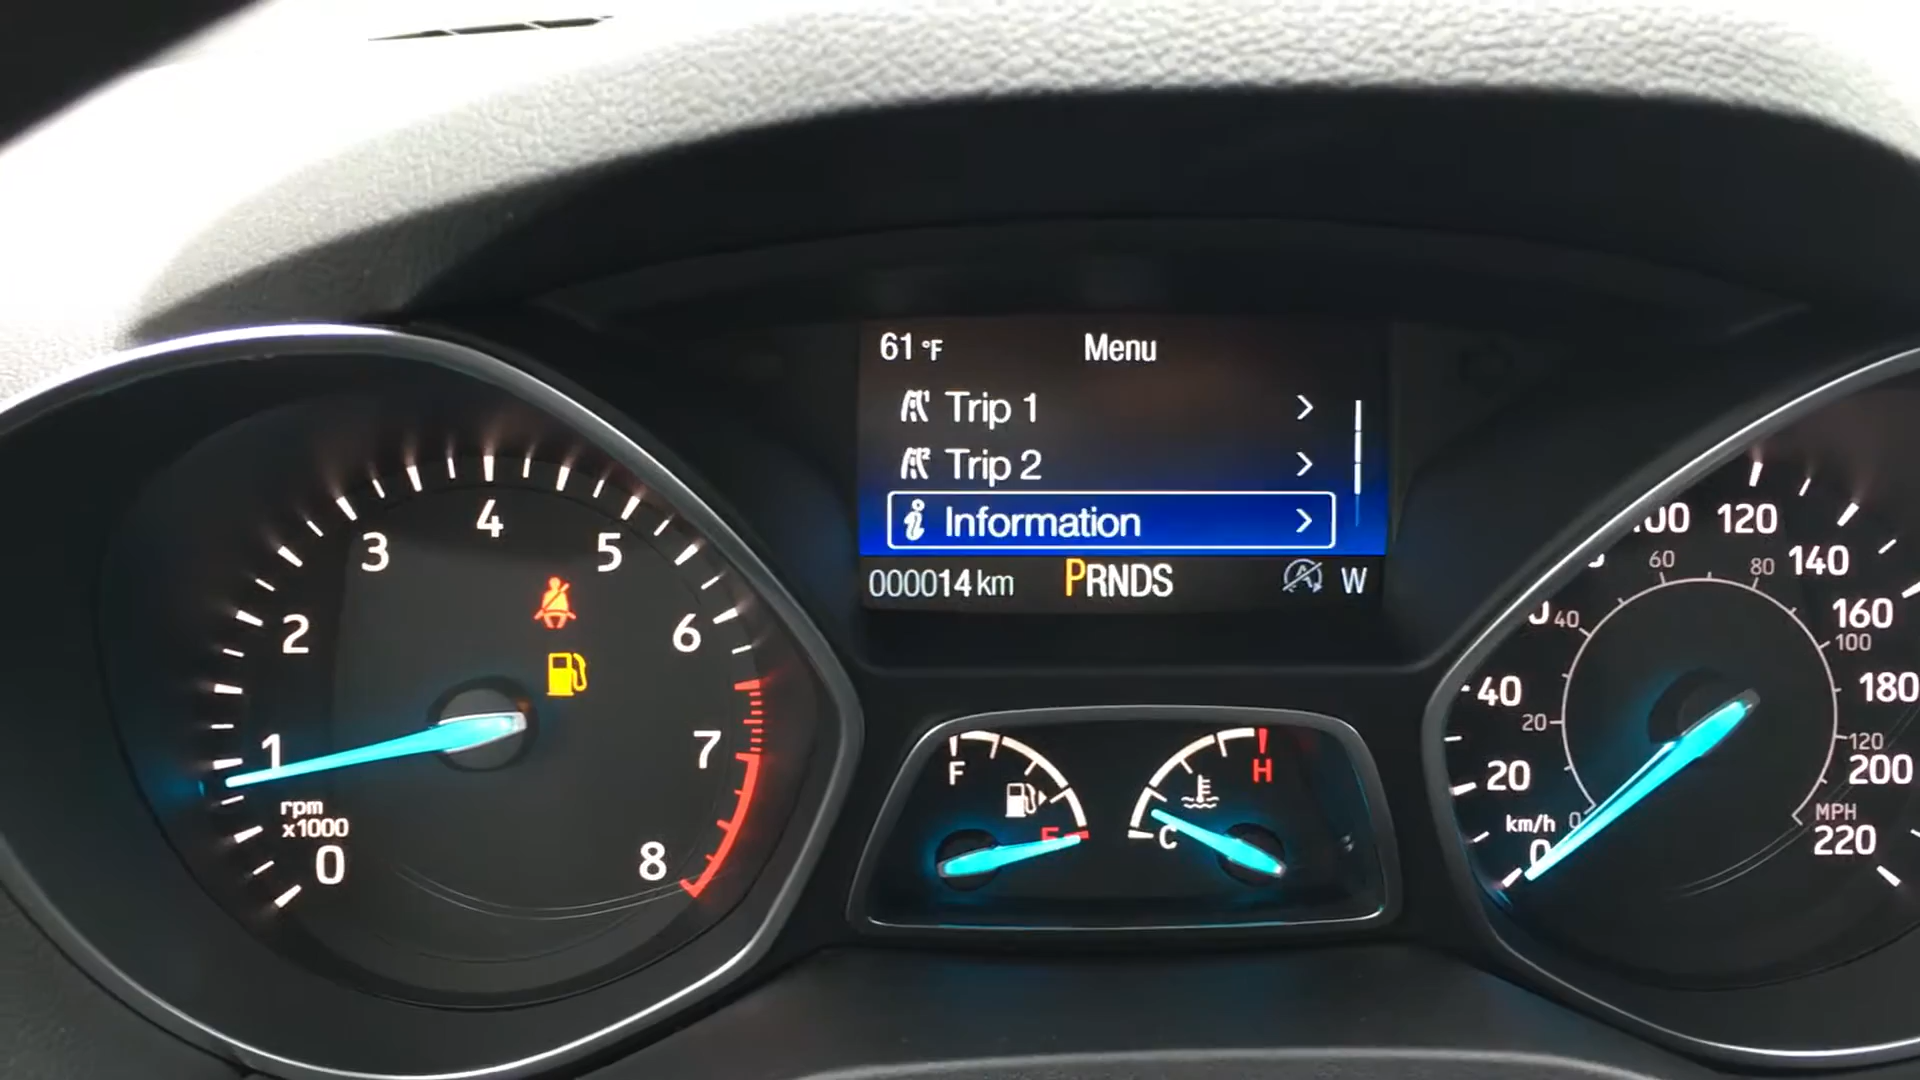 61 °F Menu
Trip 1 >
Trip 2 >
Information >
000014 km PRNDS W
0
1
2
3
4
5
6
7
8
rpm
x1000
F
E
C
H
0
20
40
120
140
160
180
200
220
km/h
0
20
40
60
80
100
120
MPH